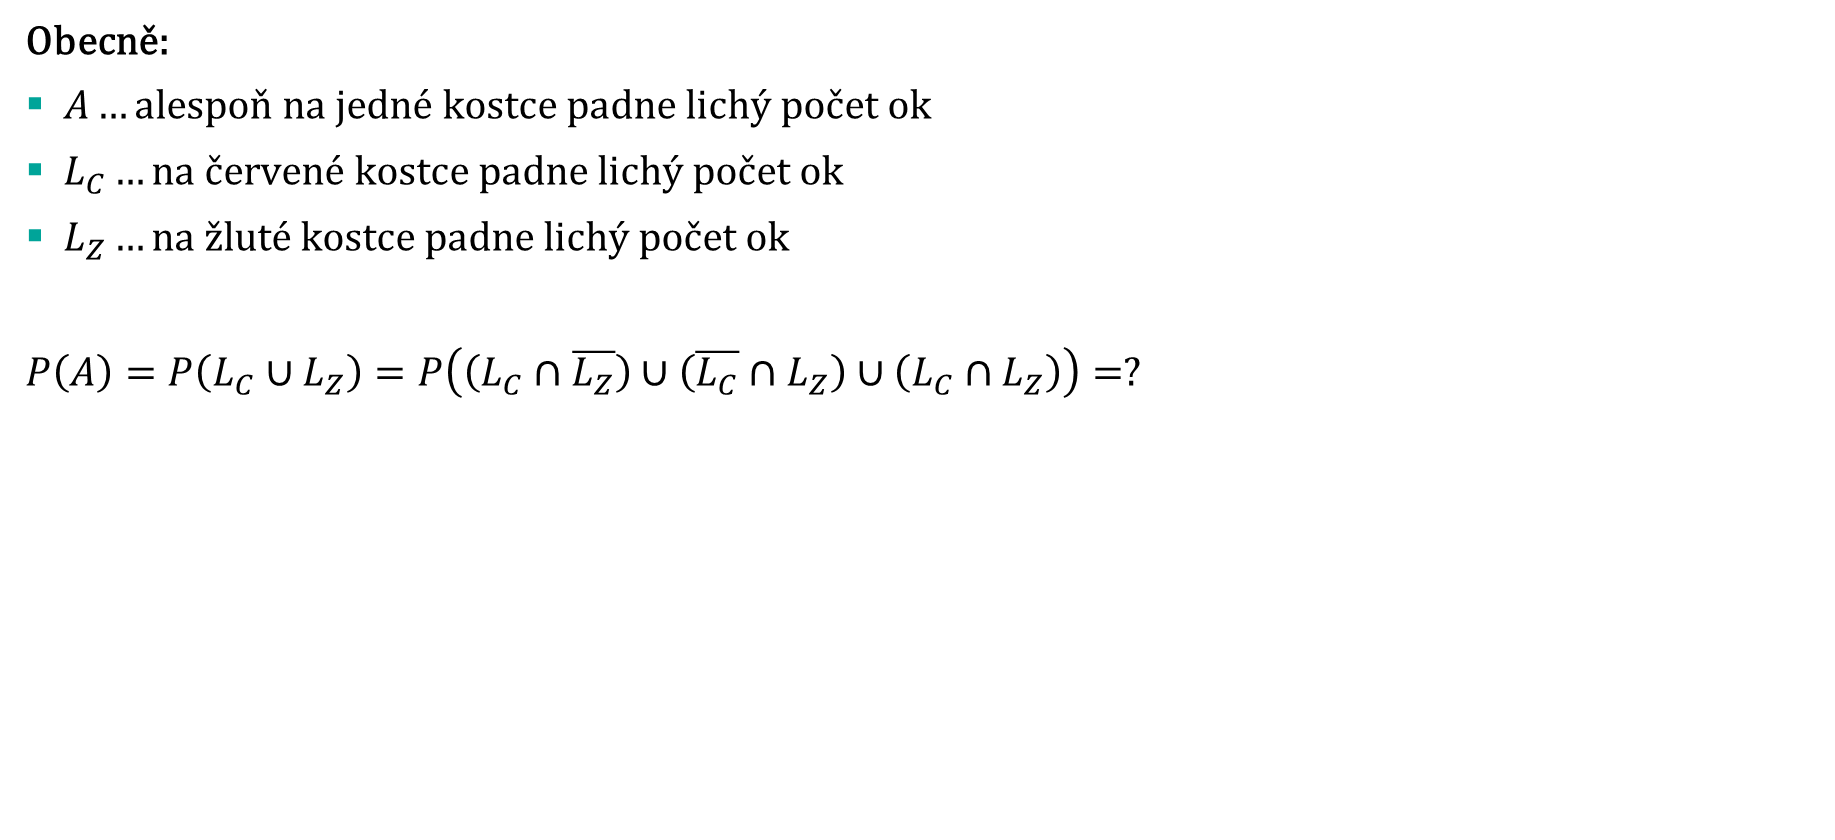 Obecně:
▪ A … alespoň na jedné kostce padne lichý počet ok
▪ L_C … na červené kostce padne lichý počet ok
▪ L_Z … na žluté kostce padne lichý počet ok
P(A) = P(L_C ∪ L_Z) = P((L_C ∩ \overline{L_Z}) ∪ (\overline{L_C} ∩ L_Z) ∪ (L_C ∩ L_Z)) =?